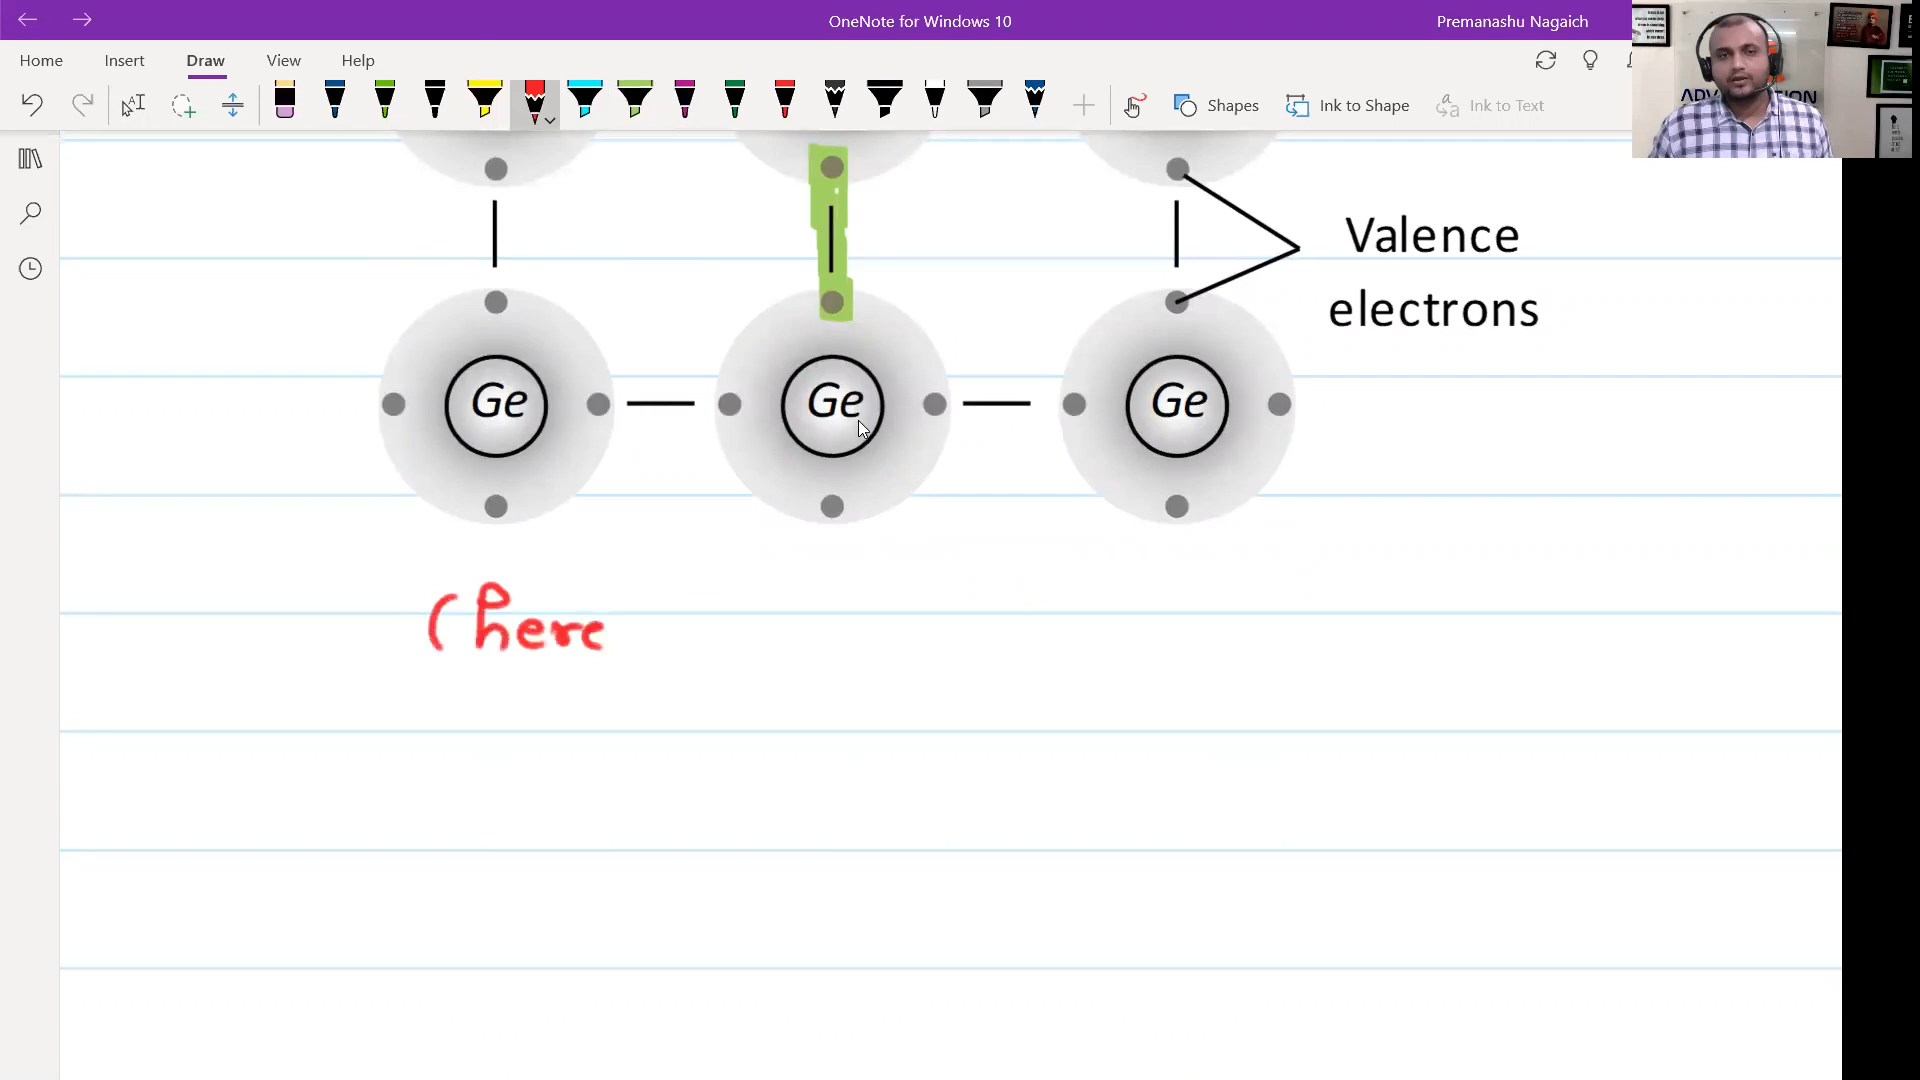 OneNote for Windows 10
Premanashu Nagaich
Home
Insert
Draw
View
Help
Shapes
Ink to Shape
Ink to Text
Valence
electrons
Ge
Ge
Ge
( here